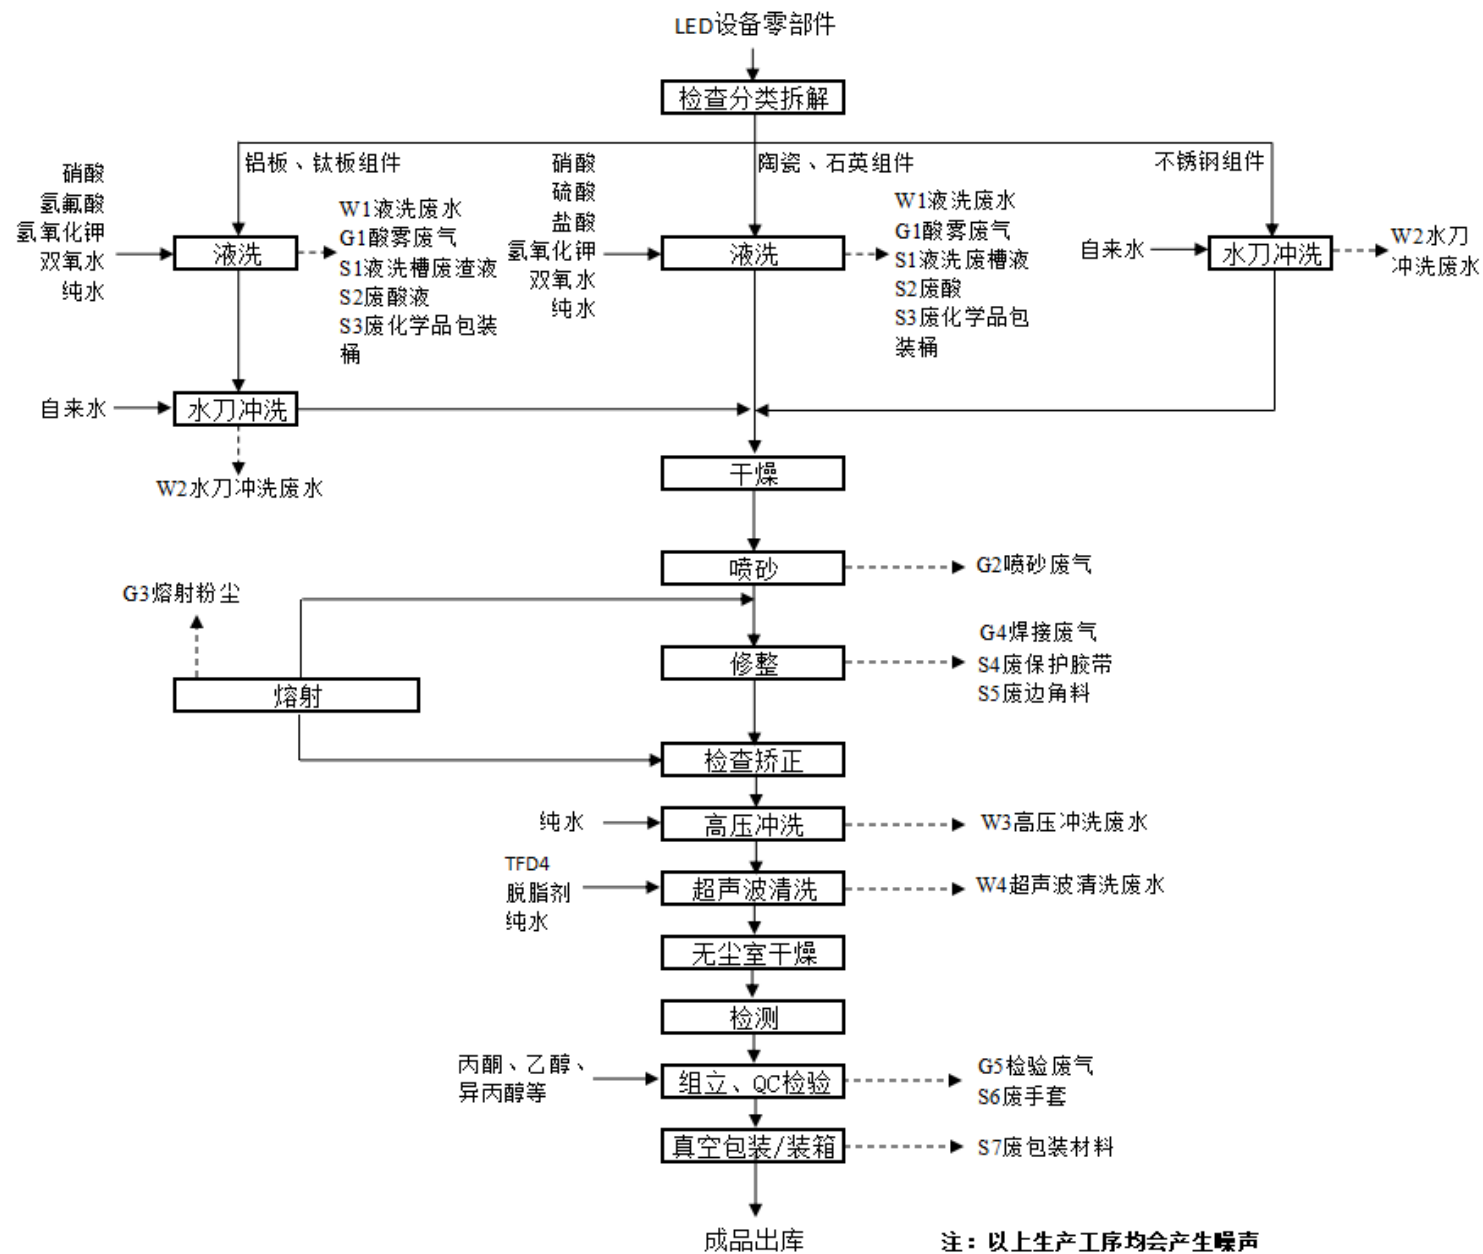 LED设备零部件
检查分类拆解
铝板、钛板组件
陶瓷、石英组件
不锈钢组件
硝酸
氢氟酸
氢氧化钾
双氧水
纯水
液洗
W1液洗废水
G1酸雾废气
S1液洗槽废渣液
S2废酸液
S3废化学品包装
桶
硝酸
硫酸
盐酸
氢氧化钾
双氧水
纯水
液洗
W1液洗废水
G1酸雾废气
S1液洗废槽液
S2废酸
S3废化学品包
装桶
自来水
水刀冲洗
W2水刀
冲洗废水
自来水
水刀冲洗
W2水刀冲洗废水
干燥
喷砂
G2喷砂废气
G3熔射粉尘
熔射
修整
G4焊接废气
S4废保护胶带
S5废边角料
检查矫正
纯水
高压冲洗
W3高压冲洗废水
TFD4
脱脂剂
纯水
超声波清洗
W4超声波清洗废水
无尘室干燥
检测
丙酮、乙醇、
异丙醇等
组立、QC检验
G5检验废气
S6废手套
真空包装/装箱
S7废包装材料
成品出库
注：以上生产工序均会产生噪声